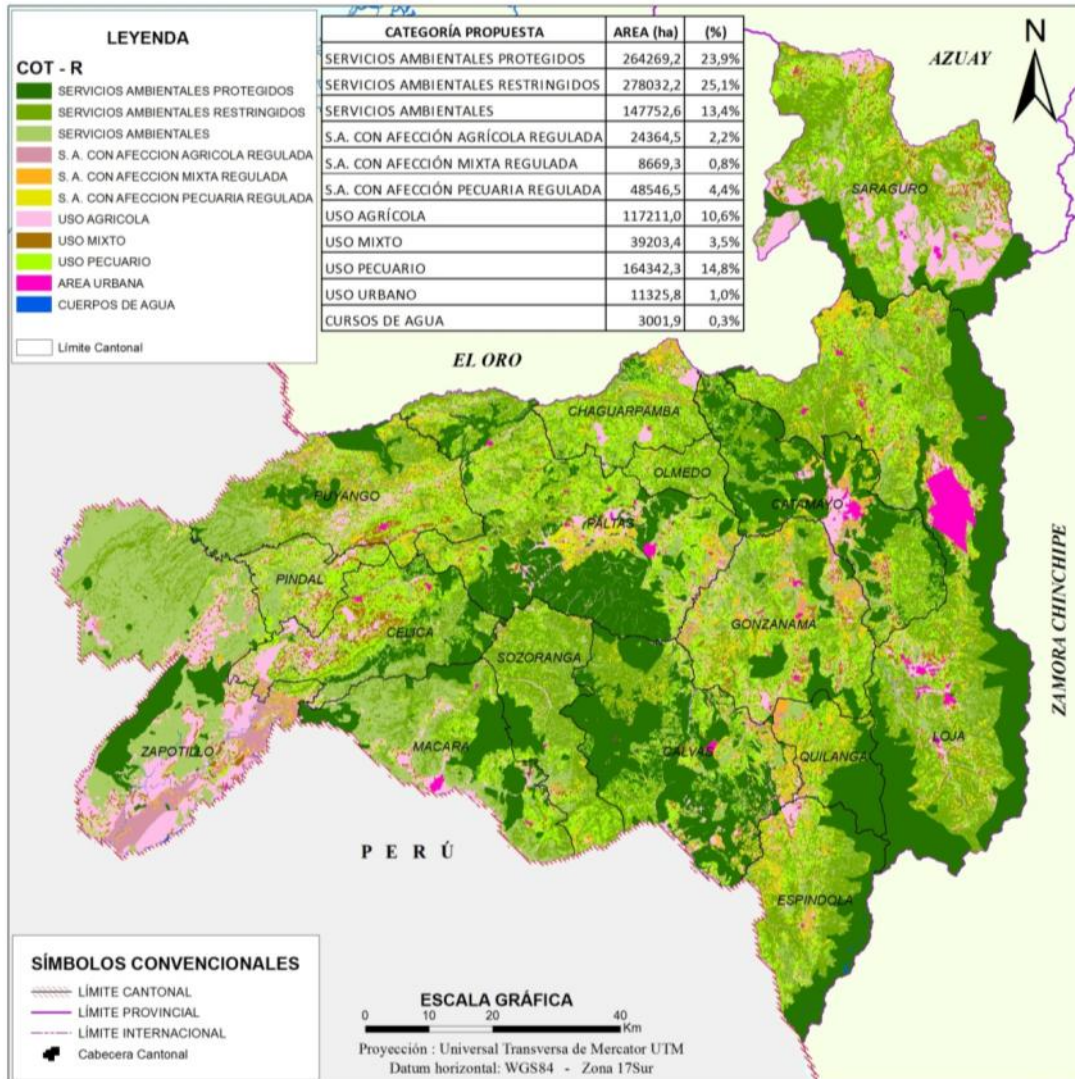 LEYENDA
COT - R
SERVICIOS AMBIENTALES PROTEGIDOS
SERVICIOS AMBIENTALES RESTRINGIDOS
SERVICIOS AMBIENTALES
S. A. CON AFECCION AGRICOLA REGULADA
S. A. CON AFECCION MIXTA REGULADA
S. A. CON AFECCION PECUARIA REGULADA
USO AGRICOLA
USO MIXTO
USO PECUARIO
AREA URBANA
CUERPOS DE AGUA
Límite Cantonal
CATEGORÍA PROPUESTA AREA (ha) (%)
SERVICIOS AMBIENTALES PROTEGIDOS 264269,2 23,9%
SERVICIOS AMBIENTALES RESTRINGIDOS 278032,2 25,1%
SERVICIOS AMBIENTALES 147752,6 13,4%
S.A. CON AFECCIÓN AGRÍCOLA REGULADA 24364,5 2,2%
S.A. CON AFECCIÓN MIXTA REGULADA 8669,3 0,8%
S.A. CON AFECCIÓN PECUARIA REGULADA 48546,5 4,4%
USO AGRÍCOLA 117211,0 10,6%
USO MIXTO 39203,4 3,5%
USO PECUARIO 164342,3 14,8%
USO URBANO 11325,8 1,0%
CURSOS DE AGUA 3001,9 0,3%
N
AZUAY
SARAGURO
EL ORO
CHAGUARPAMBA
OLMEDO
PUYANGO
CATAMAYO
PALTAS
PINDAL
CELICA
GONZANAMA
SOZORANGA
ZAMORA CHINCHIPE
ZAPOTILLO
MACARA
CALVAS
QUILANGA
LOJA
PERÚ
ESPINDOLA
SÍMBOLOS CONVENCIONALES
LÍMITE CANTONAL
LÍMITE PROVINCIAL
LÍMITE INTERNACIONAL
Cabecera Cantonal
ESCALA GRÁFICA
0 10 20 40
Km
Proyección : Universal Transversa de Mercator UTM
Datum horizontal: WGS84 - Zona 17Sur